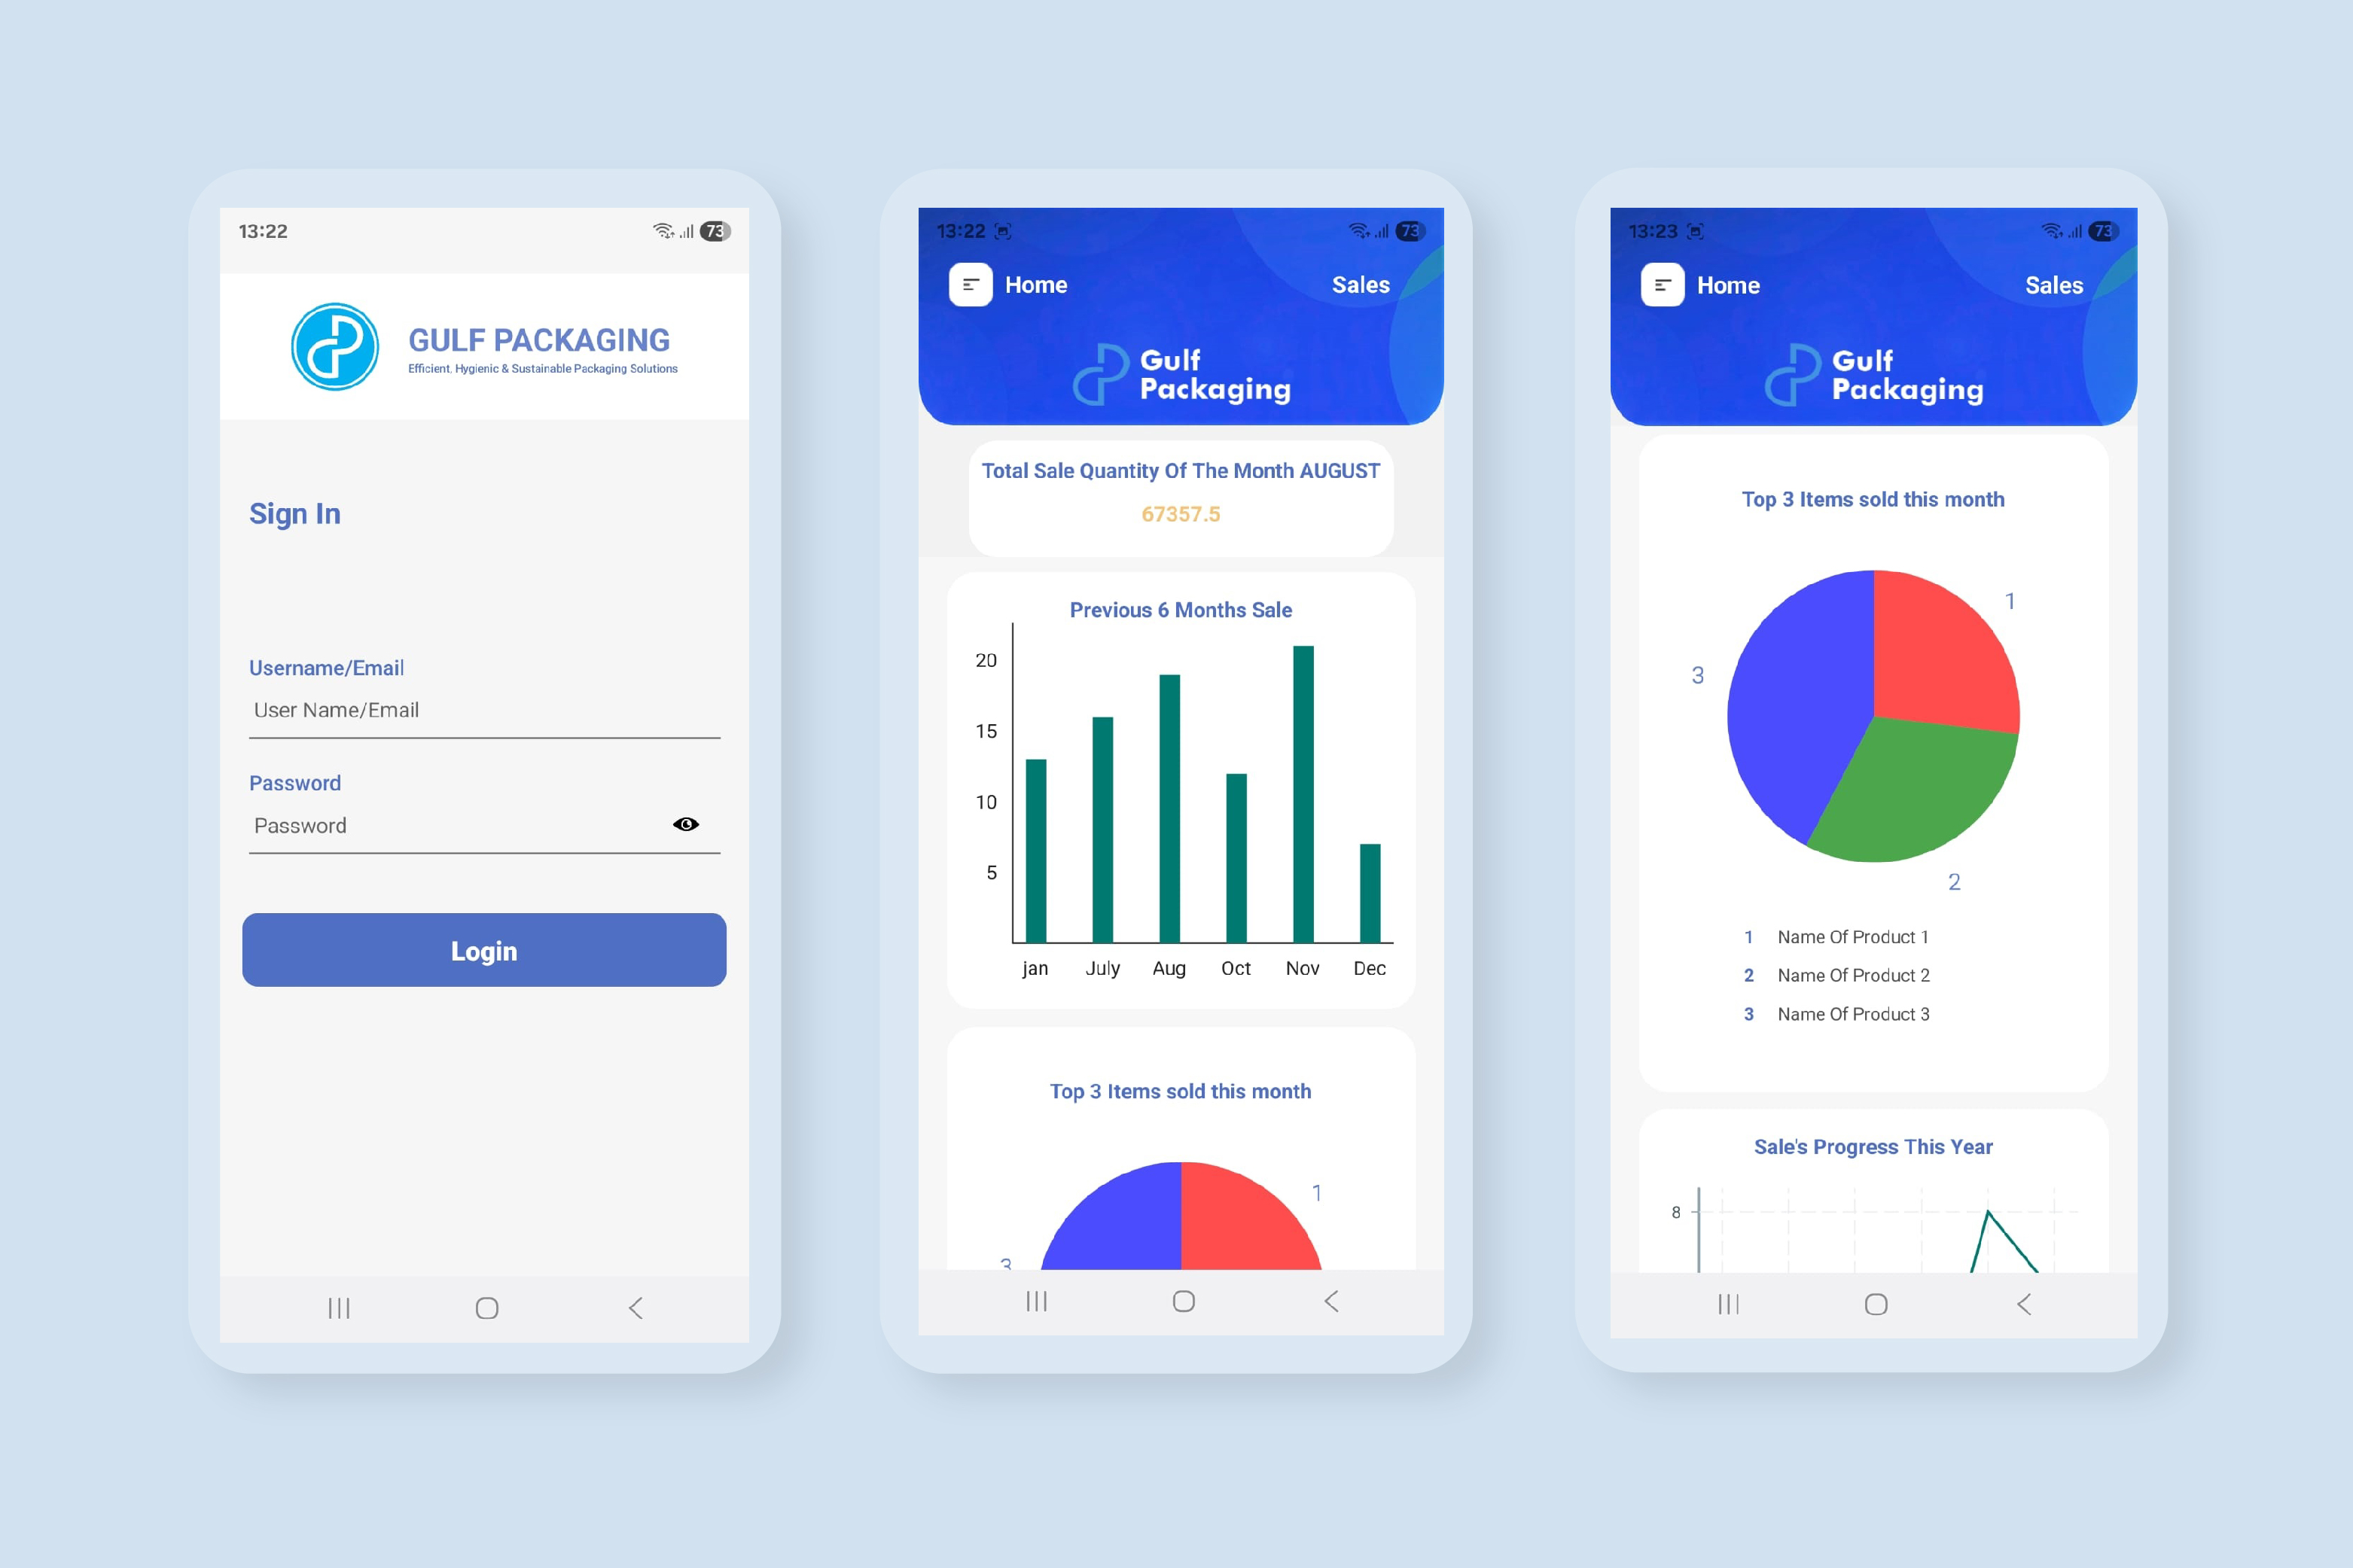 13:22
73
GULF PACKAGING
Efficient, Hygienic & Sustainable Packaging Solutions
Sign In
Username/Email
User Name/Email
Password
Password
Login
13:22
73
Home
Sales
Gulf
Packaging
Total Sale Quantity Of The Month AUGUST
67357.5
Previous 6 Months Sale
20
15
10
5
jan July Aug Oct Nov Dec
Top 3 Items sold this month
1
3
13:23
73
Home
Sales
Gulf
Packaging
Top 3 Items sold this month
1
3
2
1 Name Of Product 1
2 Name Of Product 2
3 Name Of Product 3
Sale's Progress This Year
8